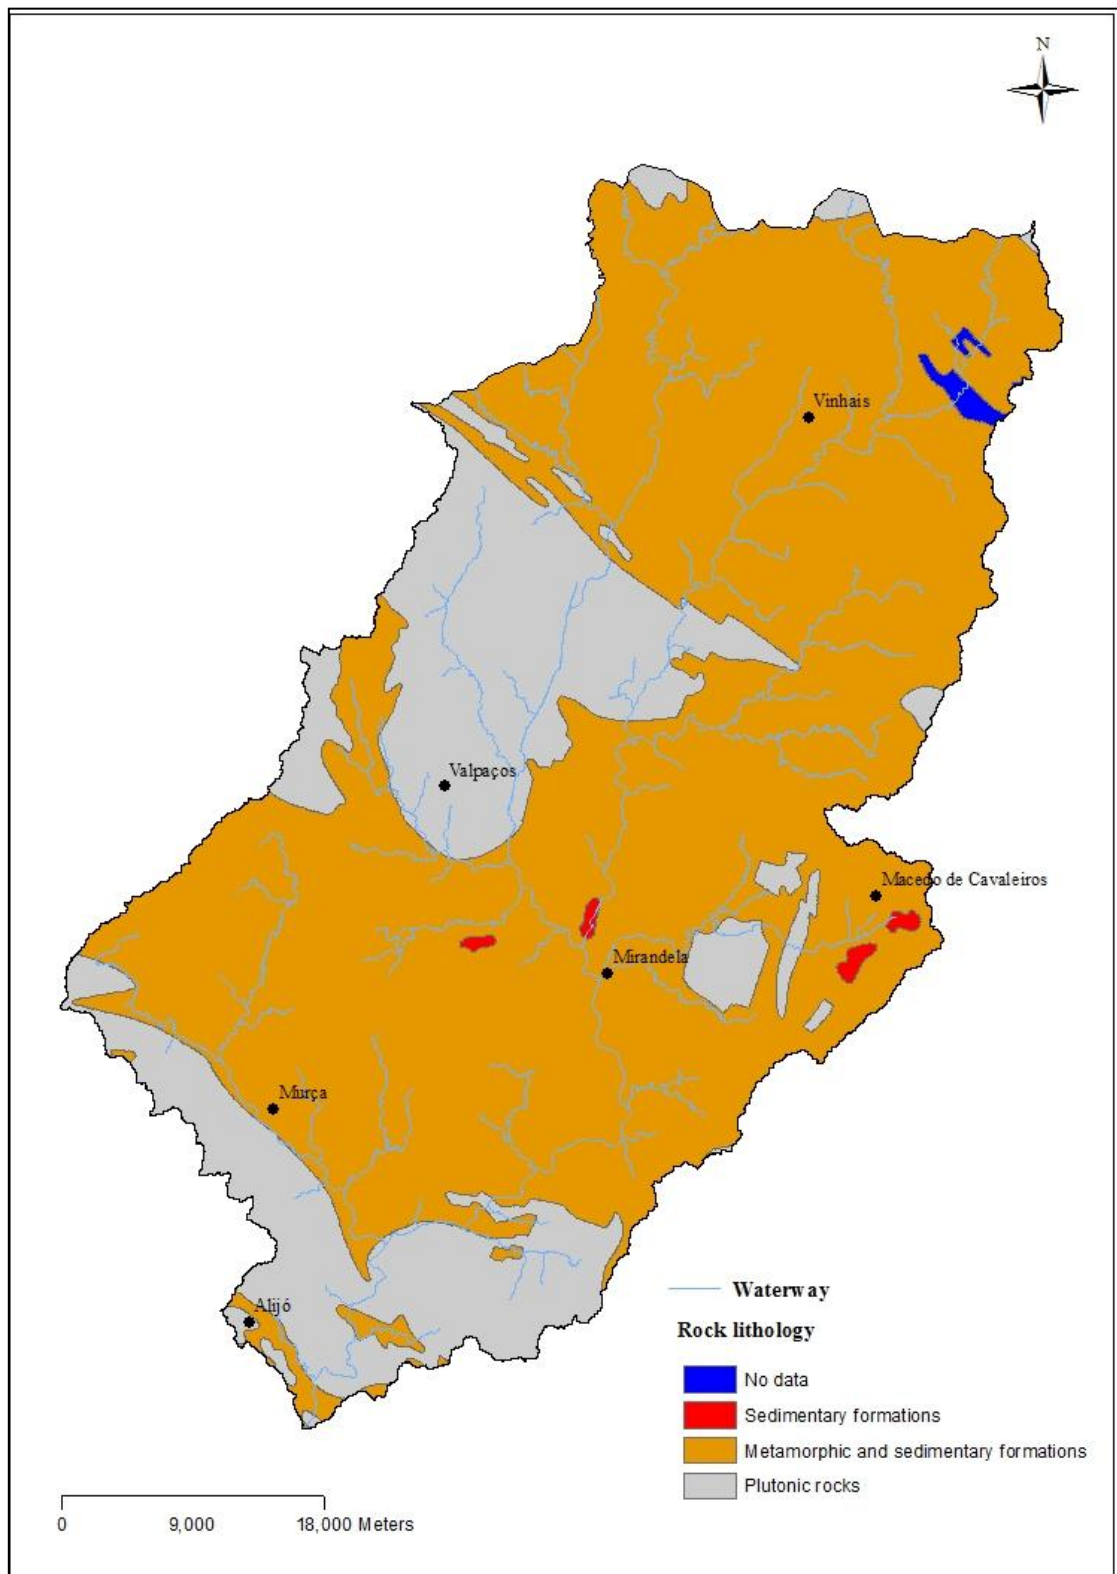 N
Vinhais
Valpaços
Macedo de Cavaleiros
Mirandela
Murça
Alijó
Waterway
Rock lithology
No data
Sedimentary formations
Metamorphic and sedimentary formations
Plutonic rocks
0 9,000 18,000 Meters